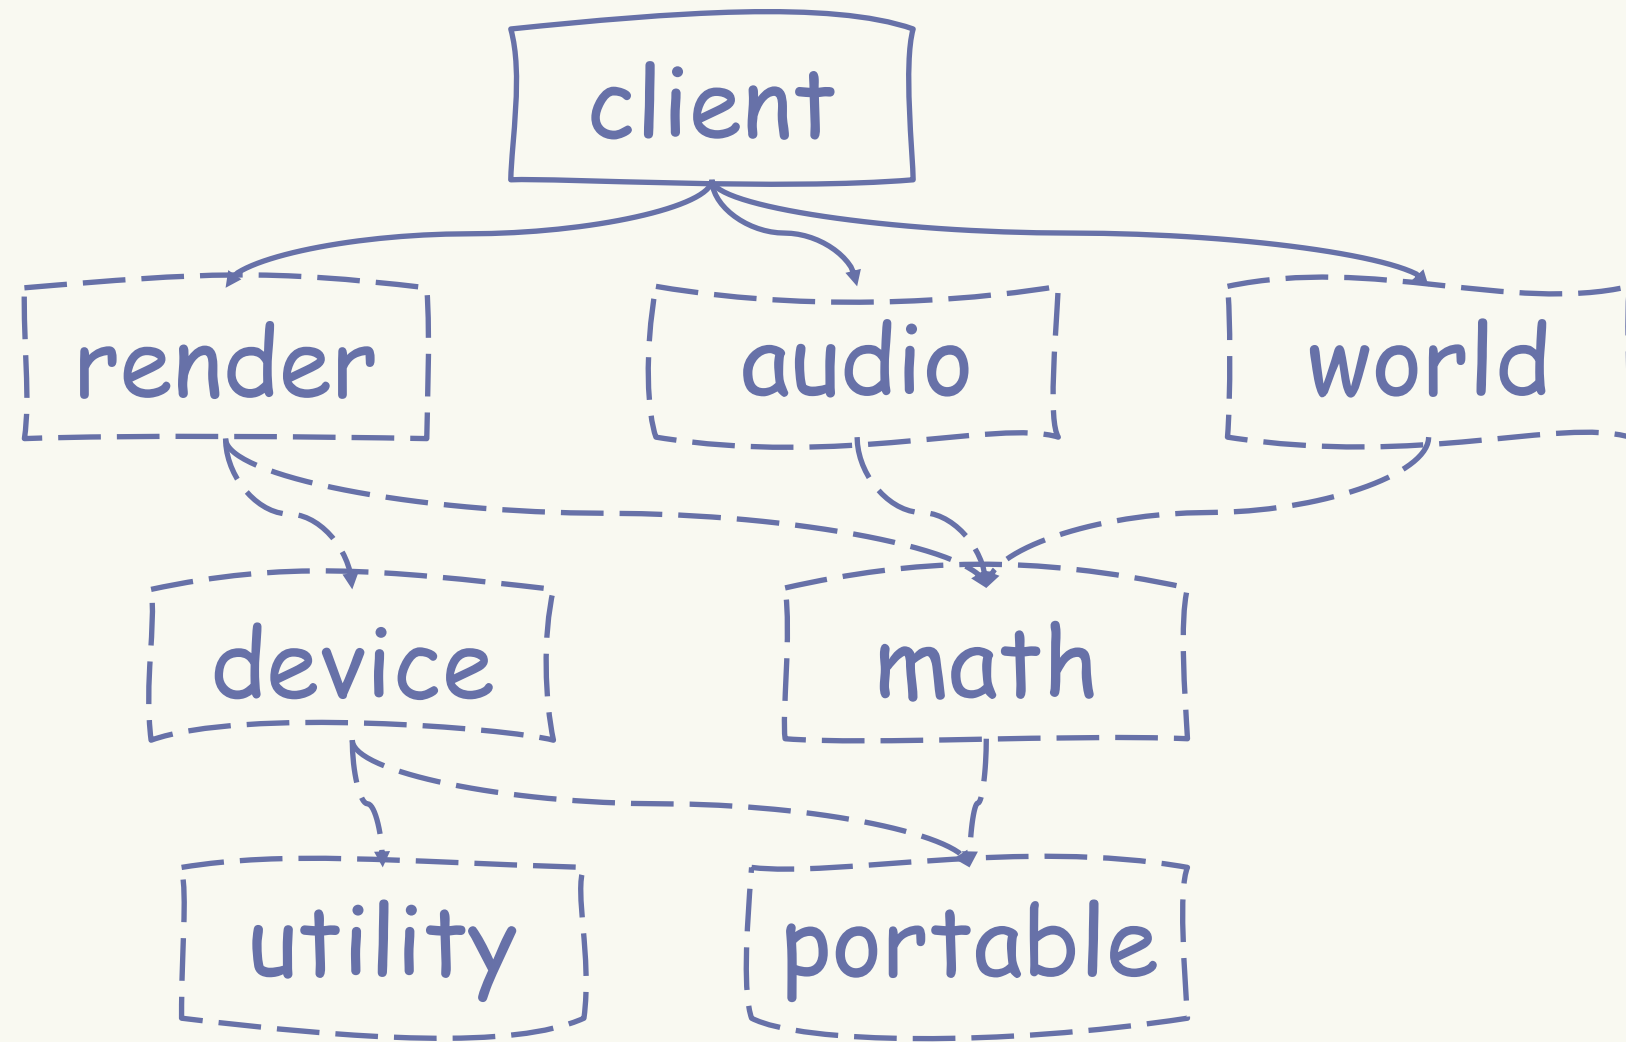 client
render
audio
world
device
math
utility
portable